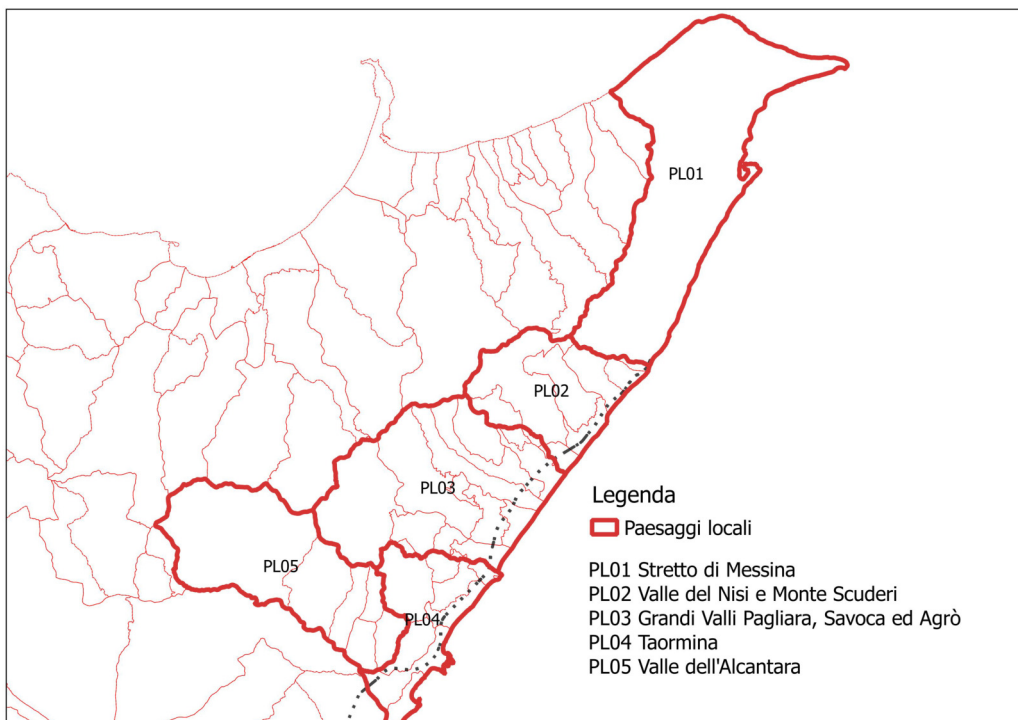 PL01
PL02
PL03
PL05
PL04
Legenda
Paesaggi locali
PL01 Stretto di Messina
PL02 Valle del Nisi e Monte Scuderi
PL03 Grandi Valli Pagliara, Savoca ed Agrò
PL04 Taormina
PL05 Valle dell'Alcantara